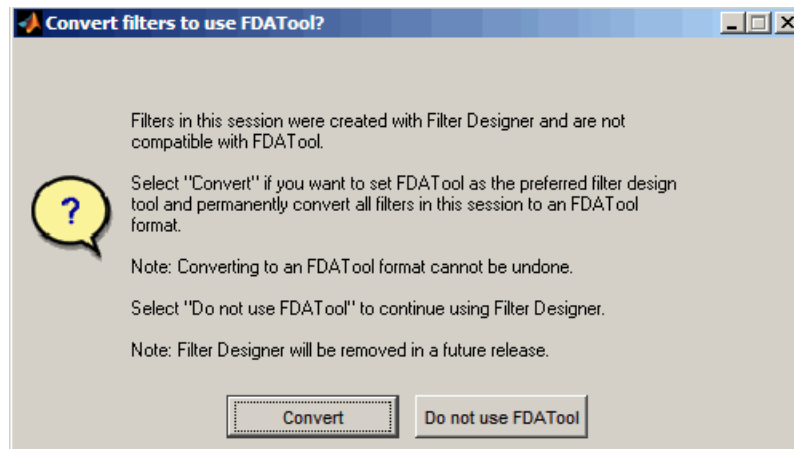 Convert filters to use FDATool?
Filters in this session were created with Filter Designer and are not
compatible with FDATool.
Select "Convert" if you want to set FDATool as the preferred filter design
tool and permanently convert all filters in this session to an FDATool
format.
?
Note: Converting to an FDATool format cannot be undone.
Select "Do not use FDATool" to continue using Filter Designer.
Note: Filter Designer will be removed in a future release.
Convert
Do not use FDATool